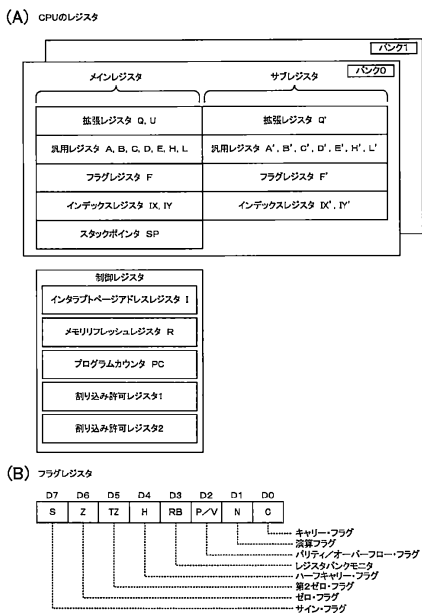 (A) CPUのレジスタ
バンク1
バンク0
メインレジスタ サブレジスタ
拡張レジスタ Q, U 拡張レジスタ Q'
汎用レジスタ A, B, C, D, E, H, L 汎用レジスタ A', B', C', D', E', H', L'
フラグレジスタ F フラグレジスタ F'
インデックスレジスタ IX, IY インデックスレジスタ IX', IY'
スタックポインタ SP
制御レジスタ
インタラプトページアドレスレジスタ I
メモリリフレッシュレジスタ R
プログラムカウンタ PC
割り込み許可レジスタ1
割り込み許可レジスタ2
(B) フラグレジスタ
D7 D6 D5 D4 D3 D2 D1 D0
S Z TZ H RB P/V N C
キャリー・フラグ
演算フラグ
パリティ/オーバーフロー・フラグ
レジスタバンクモニタ
ハーフキャリー・フラグ
第2ゼロ・フラグ
ゼロ・フラグ
サイン・フラグ